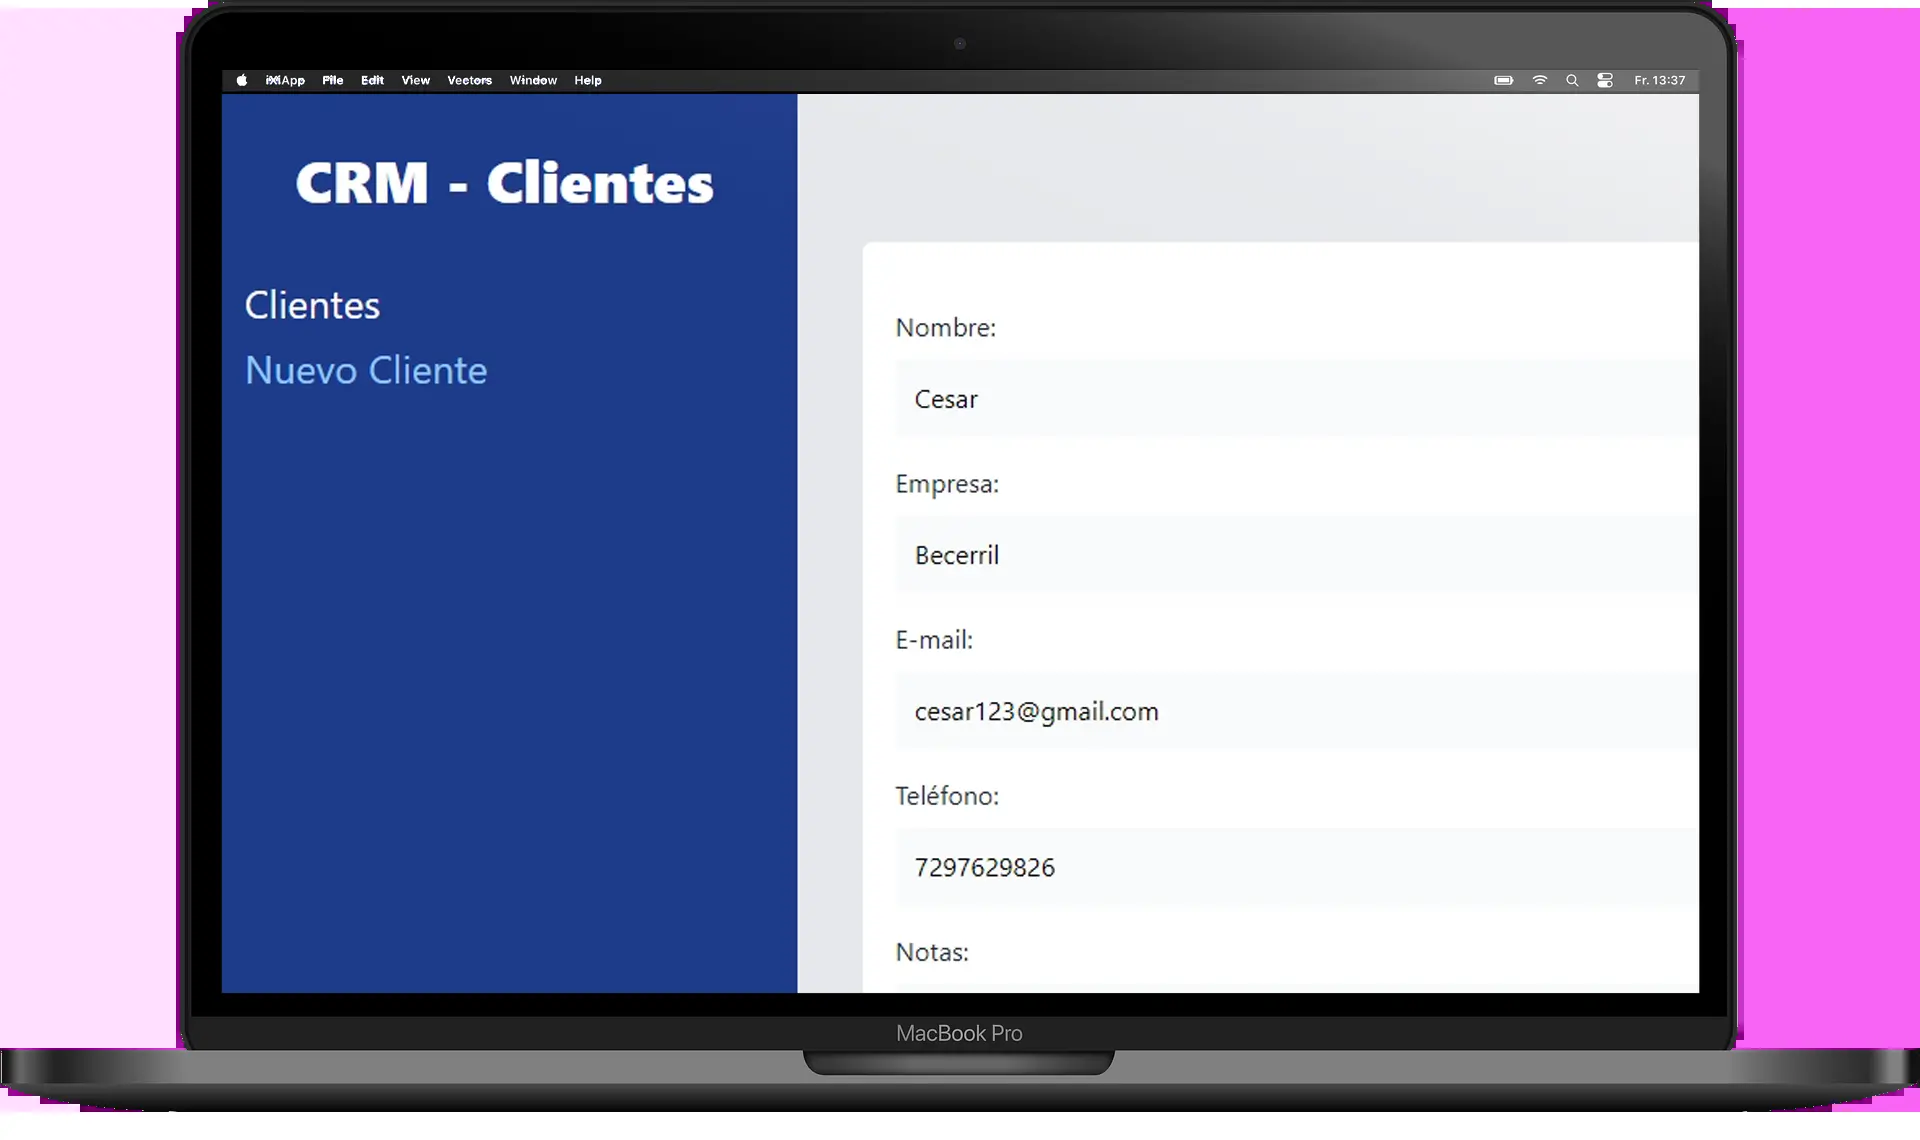 File Edit View Vectors Window Help
Fr. 13:37
CRM - Clientes
Clientes
Nuevo Cliente
Nombre:
Cesar
Empresa:
Becerril
E-mail:
cesar123@gmail.com
Teléfono:
7297629826
Notas:
MacBook Pro